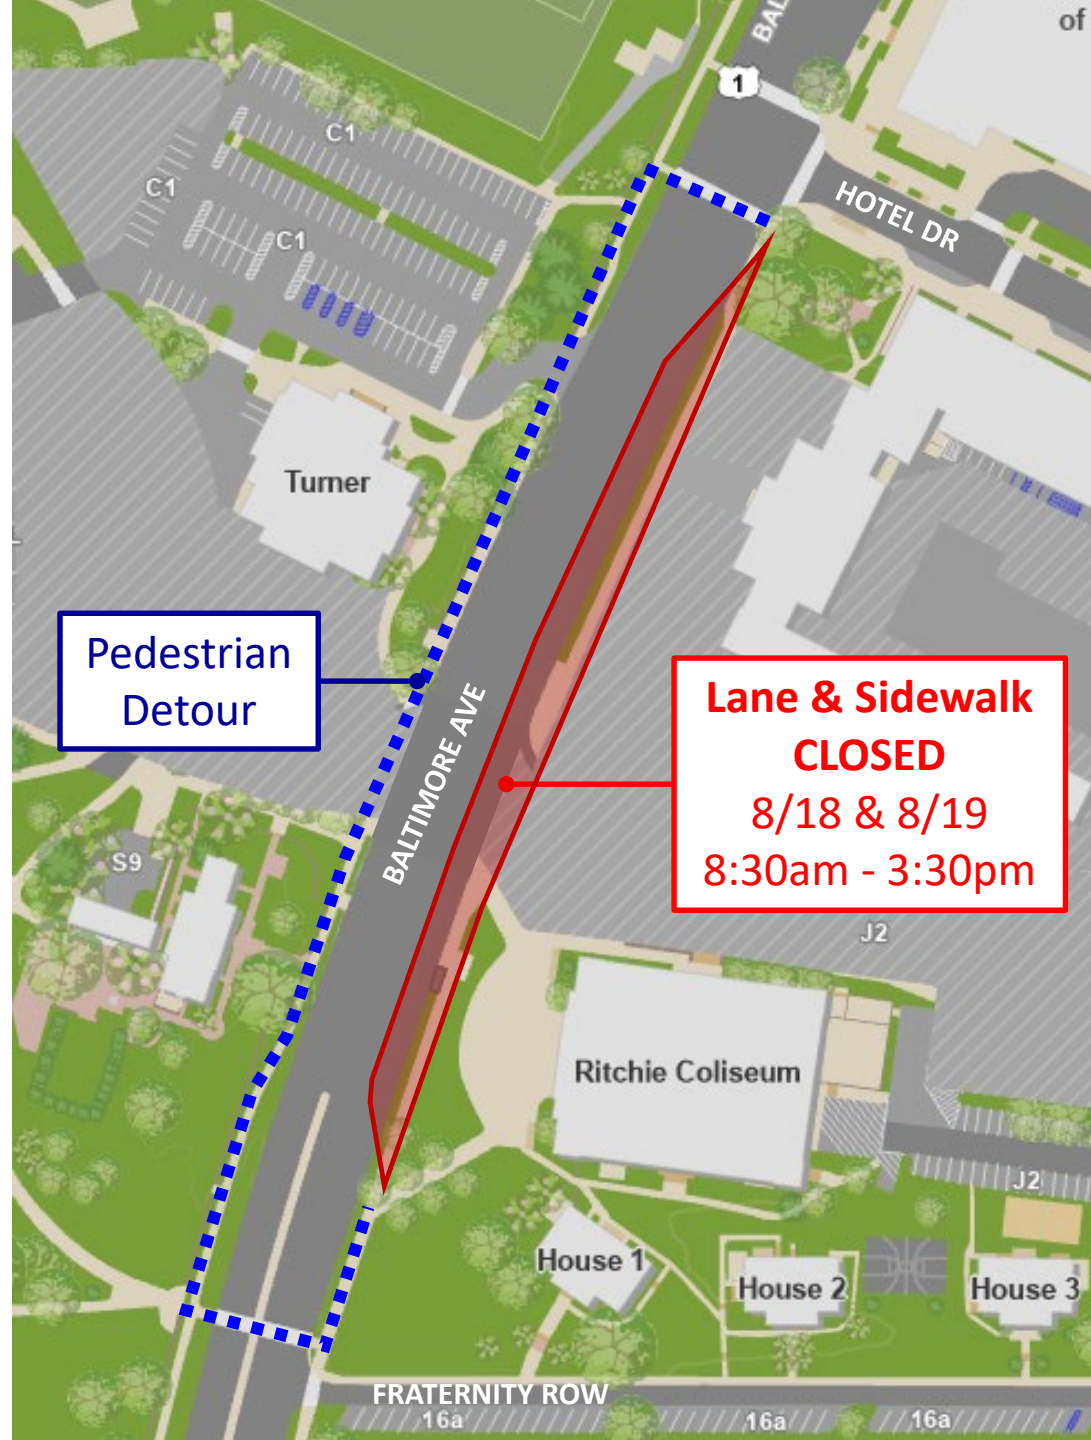 of
BAL
1
C1
C1
C1
HOTEL DR
Turner
Pedestrian
Detour
BALTIMORE AVE
Lane & Sidewalk
CLOSED
8/18 & 8/19
8:30am - 3:30pm
S9
J2
Ritchie Coliseum
J2
House 1
House 2
House 3
FRATERNITY ROW
16a
16a
16a